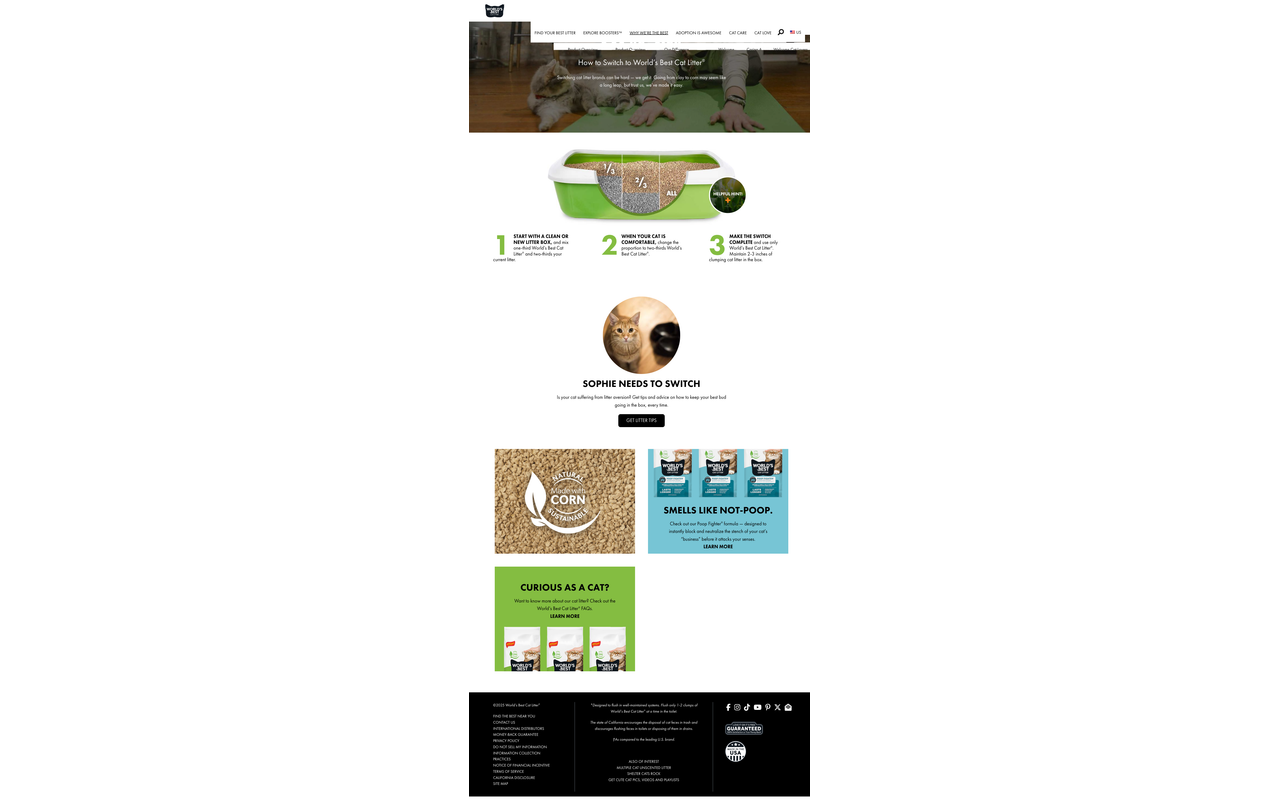 WORLD'S
BEST
FIND YOUR BEST LITTER EXPLORE BOOSTERS™ WHY WE'RE THE BEST ADOPTION IS AWESOME CAT CARE CAT LOVE US
How to Switch to World's Best Cat Litter®
Switching cat litter brands can be hard — we get it. Going from clay to corn may seem like
a long leap, but trust us, we've made it easy.
1/3
2/3
ALL
HELPFUL HINT!
+
1
START WITH A CLEAN OR
NEW LITTER BOX, and mix
one-third World's Best Cat
Litter® and two-thirds your
current litter.
2
WHEN YOUR CAT IS
COMFORTABLE, change the
proportion to two-thirds World's
Best Cat Litter®.
3
MAKE THE SWITCH
COMPLETE and use only
World's Best Cat Litter®.
Maintain 2-3 inches of
clumping cat litter in the box.
SOPHIE NEEDS TO SWITCH
Is your cat suffering from litter aversion? Get tips and advice on how to keep your best bud
going in the box, every time.
GET LITTER TIPS
NATURAL
Made with
CORN
SUSTAINABLE
WORLD'S BEST WORLD'S BEST WORLD'S BEST
SMELLS LIKE NOT-POOP.
Check out our Poop Fighter® formula — designed to
instantly block and neutralize the stench of your cat's
"business" before it attacks your senses.
LEARN MORE
CURIOUS AS A CAT?
Want to know more about our cat litter? Check out the
World's Best Cat Litter® FAQs
LEARN MORE
WORLD'S BEST WORLD'S BEST WORLD'S BEST
©2025 World's Best Cat Litter®
FIND THE BEST NEAR YOU
CONTACT US
INTERNATIONAL DISTRIBUTORS
MONEY-BACK GUARANTEE
PRIVACY POLICY
DO NOT SELL MY INFORMATION
INFORMATION COLLECTION
PRACTICES
NOTICE OF FINANCIAL INCENTIVE
TERMS OF SERVICE
CALIFORNIA DISCLOSURE
SITE MAP
*Designed to flush in well-maintained systems. Flush only 1-2 clumps of
World's Best Cat Litter® at a time in the toilet.
The state of California encourages the disposal of cat feces in trash and
discourages flushing feces in toilets or disposing of them in drains.
†As compared to the leading U.S. brand
ALSO OF INTEREST
MULTIPLE CAT UNSCENTED LITTER
SHELTER CATS ROCK
GET CUTE CAT PICS, VIDEOS AND PLAYLISTS
GUARANTEED
MADE IN THE
USA